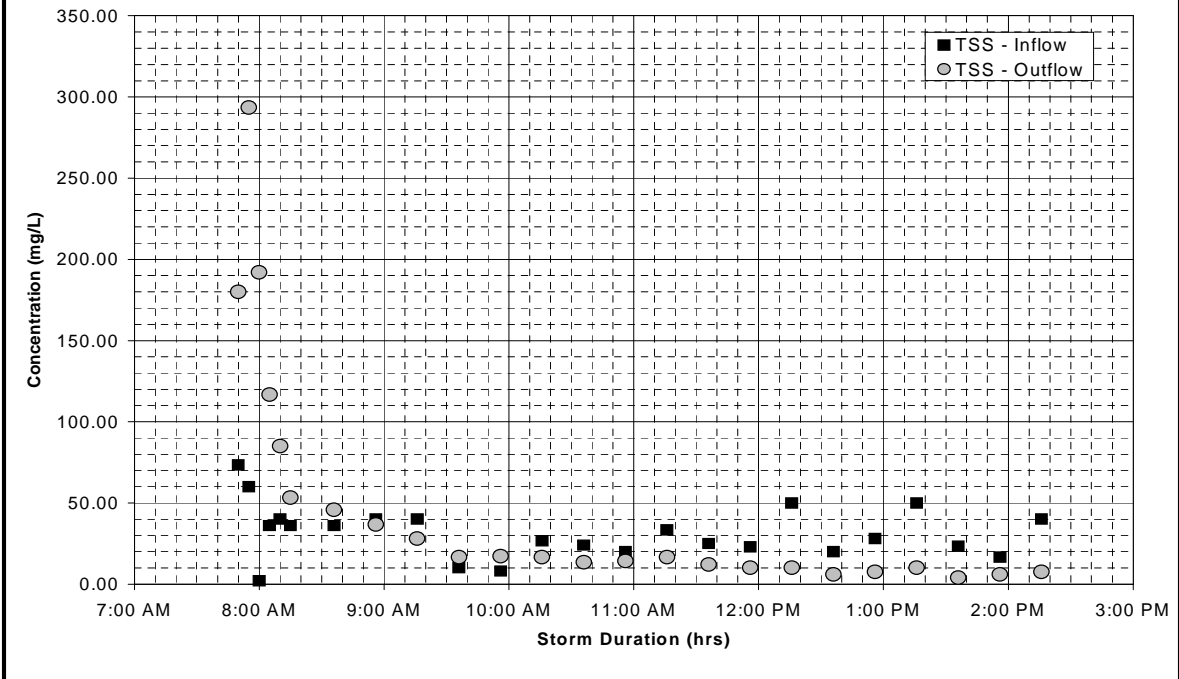 350.00
300.00
250.00
200.00
150.00
100.00
50.00
0.00
Concentration (mg/L)
TSS - Inflow
TSS - Outflow
7:00 AM 8:00 AM 9:00 AM 10:00 AM 11:00 AM 12:00 PM 1:00 PM 2:00 PM 3:00 PM
Storm Duration (hrs)